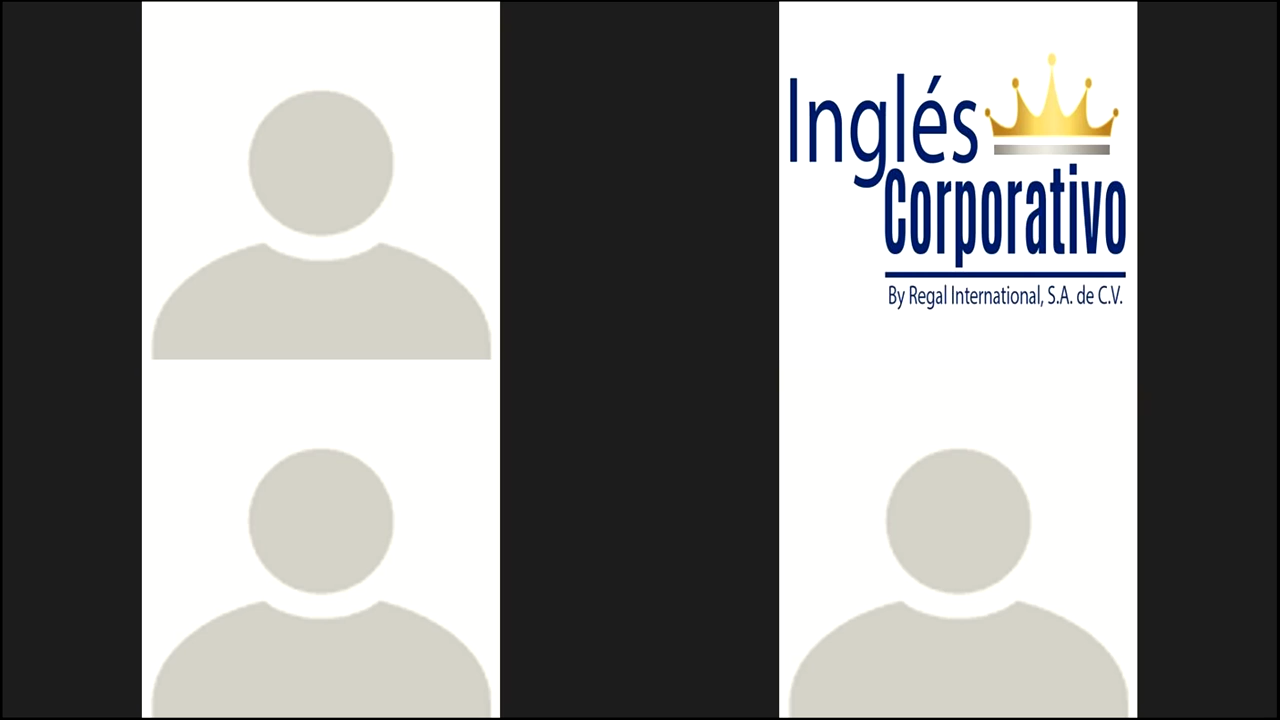 Inglés
Corporativo
By Regal International, S.A. de C.V.